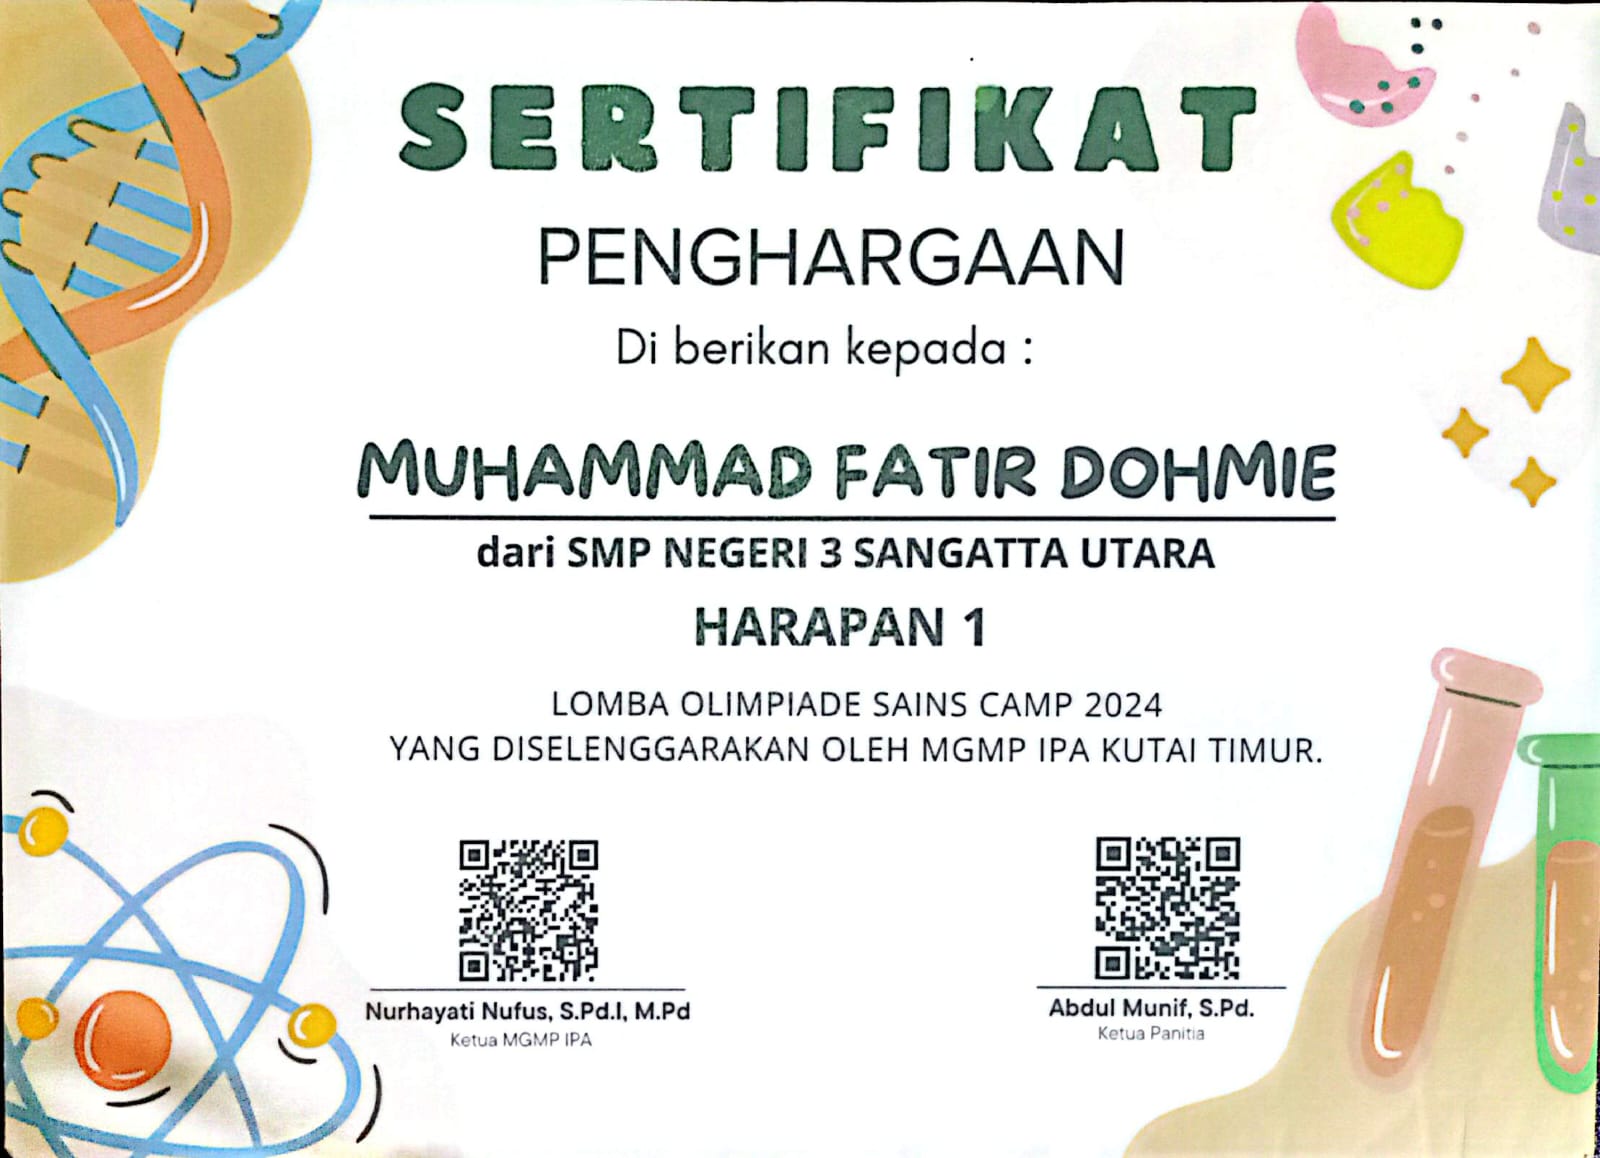 SERTIFIKAT
PENGHARGAAN
Di berikan kepada :
MUHAMMAD FATIR DOHMIE
dari SMP NEGERI 3 SANGATTA UTARA
HARAPAN 1
LOMBA OLIMPIADE SAINS CAMP 2024
YANG DISELENGGARAKAN OLEH MGMP IPA KUTAI TIMUR.
Nurhayati Nufus, S.Pd.I, M.Pd
Ketua MGMP IPA
Abdul Munif, S.Pd.
Ketua Panitia